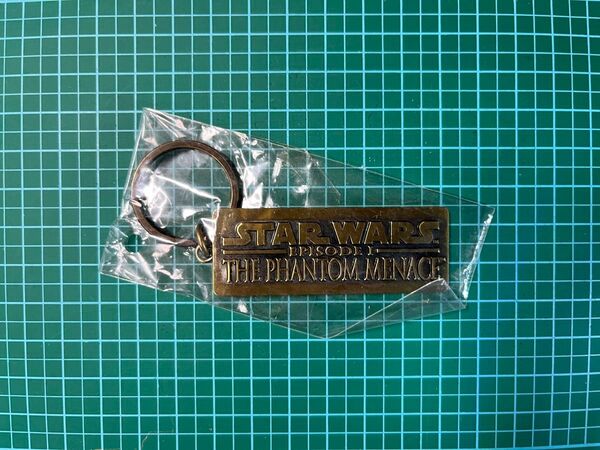 STAR WARS
EPISODE I
THE PHANTOM MENACE